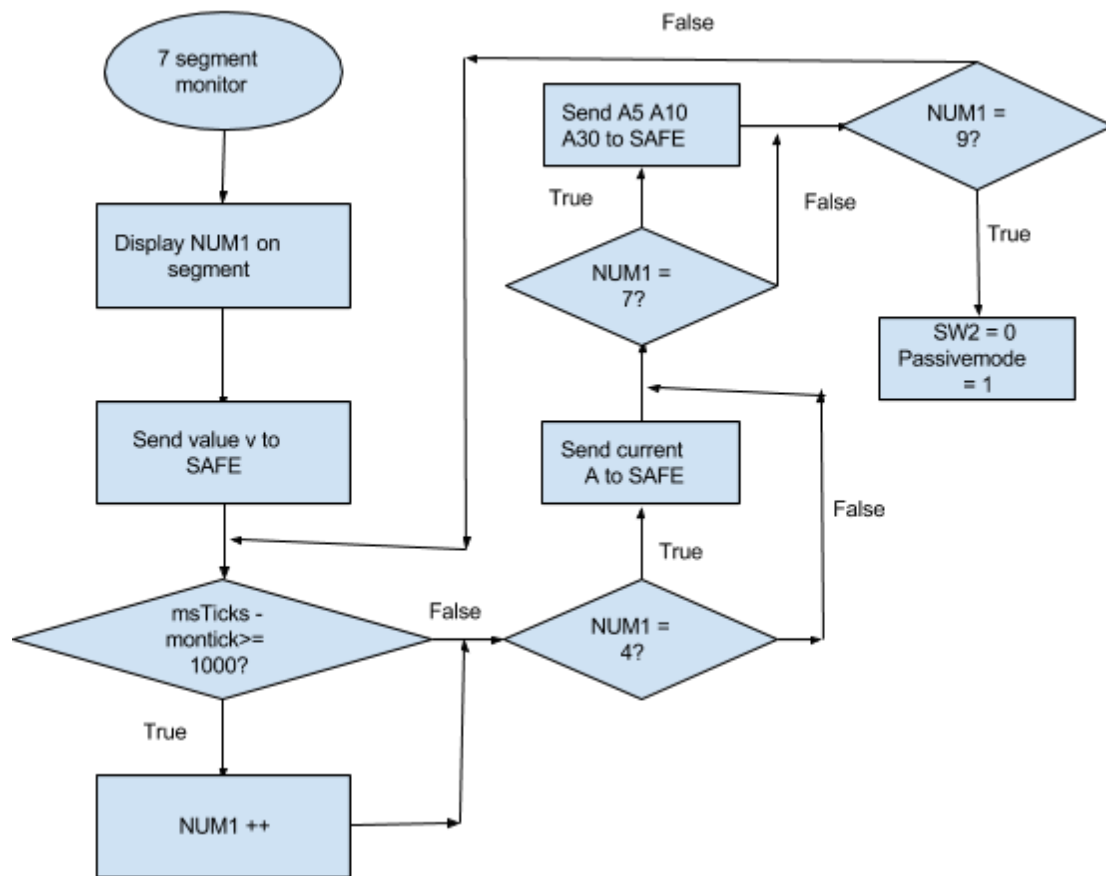 7 segment
monitor
Display NUM1 on
segment
Send value v to
SAFE
msTicks -
montick>=
1000?
True
False
NUM1 ++
NUM1 =
4?
True
False
Send current
A to SAFE
NUM1 =
7?
True
False
Send A5 A10
A30 to SAFE
NUM1 =
9?
False
True
SW2 = 0
Passivemode
= 1